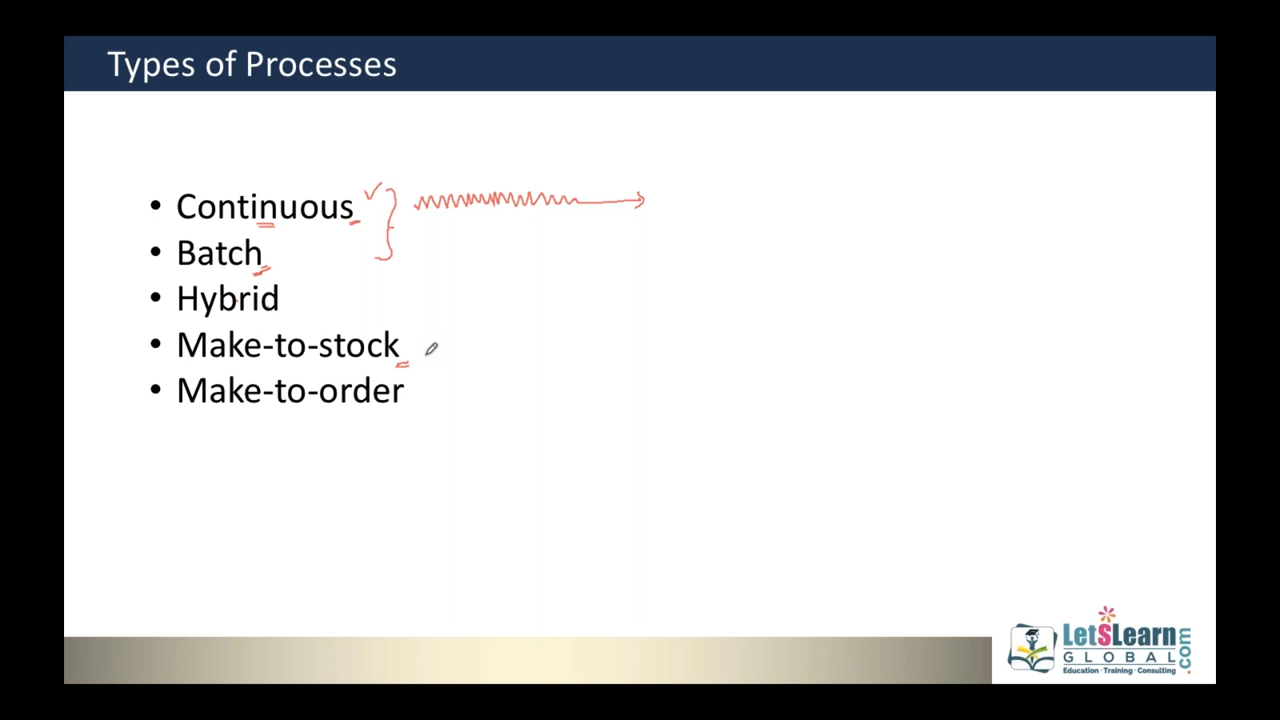 Types of Processes
• Continuous
• Batch
• Hybrid
• Make-to-stock
• Make-to-order
LetSLearn
GLOBAL
.com
Education · Training · Consulting